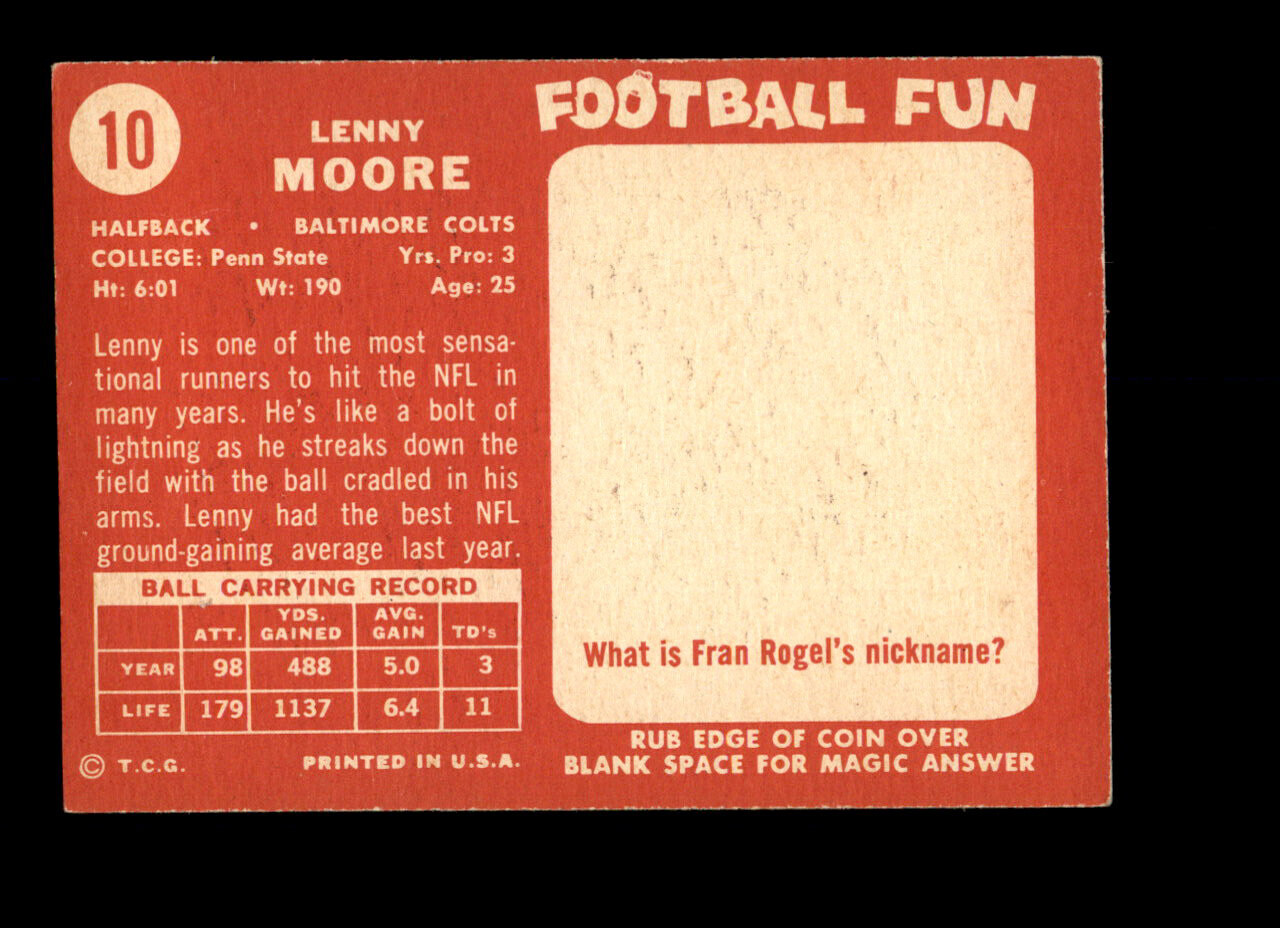 10
LENNY
MOORE
HALFBACK • BALTIMORE COLTS
COLLEGE: Penn State Yrs. Pro: 3
Ht: 6:01 Wt: 190 Age: 25
Lenny is one of the most sensa-
tional runners to hit the NFL in
many years. He's like a bolt of
lightning as he streaks down the
field with the ball cradled in his
arms. Lenny had the best NFL
ground-gaining average last year.
BALL CARRYING RECORD
ATT. YDS. GAINED AVG. GAIN TD's
YEAR 98 488 5.0 3
LIFE 179 1137 6.4 11
© T.C.G. PRINTED IN U.S.A.
FOOTBALL FUN
What is Fran Rogel's nickname?
RUB EDGE OF COIN OVER
BLANK SPACE FOR MAGIC ANSWER